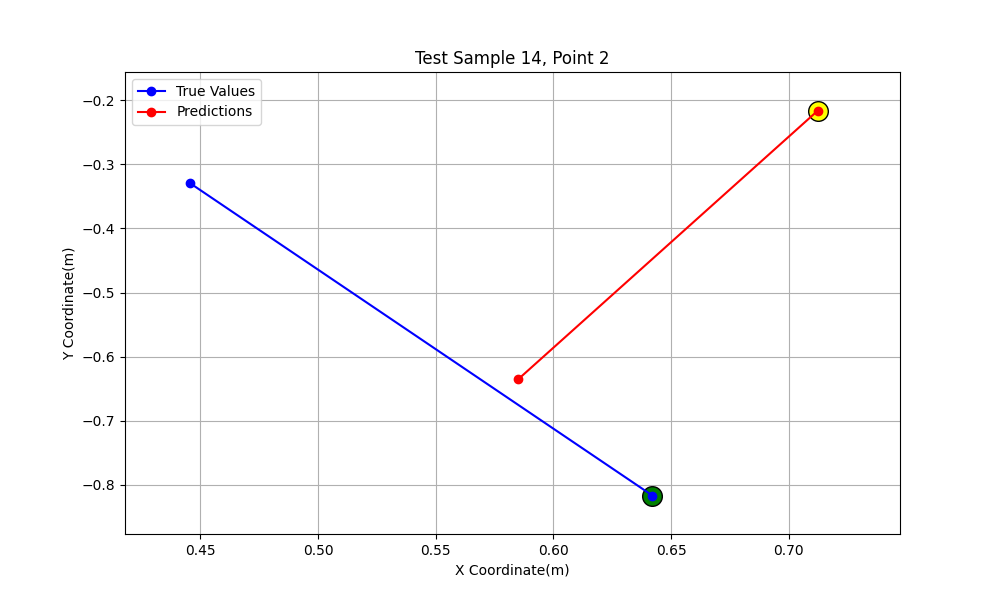 Test Sample 14, Point 2
True Values
Predictions
Y Coordinate(m)
−0.2
−0.3
−0.4
−0.5
−0.6
−0.7
−0.8
0.45 0.50 0.55 0.60 0.65 0.70
X Coordinate(m)